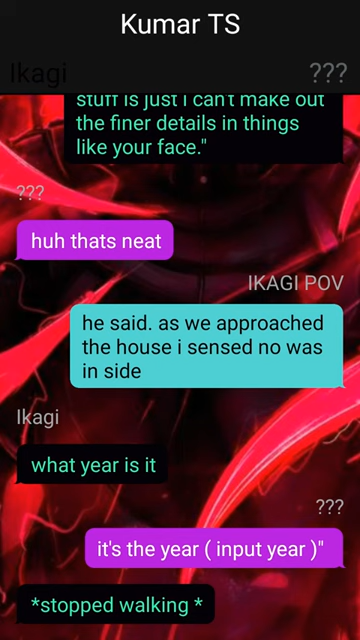 Kumar TS
Ikagi
???
stuff is just i can't make out
the finer details in things
like your face."
???
huh thats neat
IKAGI POV
he said. as we approached
the house i sensed no was
in side
Ikagi
what year is it
???
it's the year ( input year )"
*stopped walking *